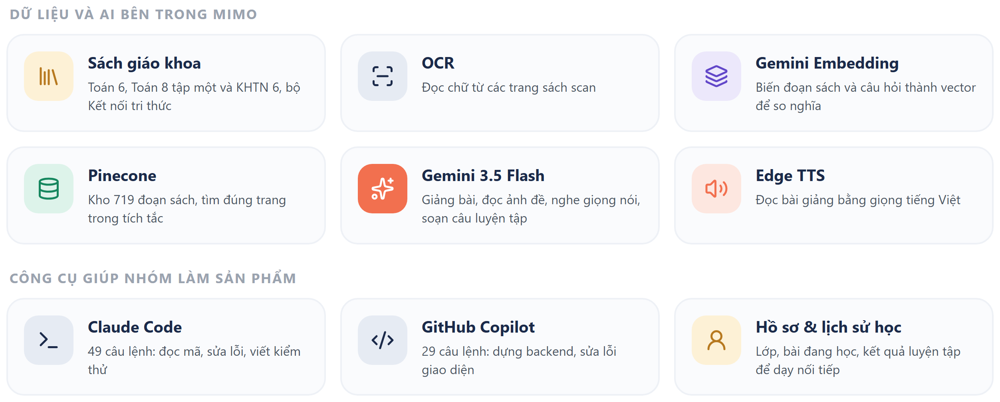 DỮ LIỆU VÀ AI BÊN TRONG MIMO
Sách giáo khoa
Toán 6, Toán 8 tập một và KHTN 6, bộ
Kết nối tri thức
OCR
Đọc chữ từ các trang sách scan
Gemini Embedding
Biến đoạn sách và câu hỏi thành vector
để so nghĩa
Pinecone
Kho 719 đoạn sách, tìm đúng trang
trong tích tắc
Gemini 3.5 Flash
Giảng bài, đọc ảnh đề, nghe giọng nói,
soạn câu luyện tập
Edge TTS
Đọc bài giảng bằng giọng tiếng Việt
CÔNG CỤ GIÚP NHÓM LÀM SẢN PHẨM
Claude Code
49 câu lệnh: đọc mã, sửa lỗi, viết kiểm
thử
GitHub Copilot
29 câu lệnh: dựng backend, sửa lỗi
giao diện
Hồ sơ & lịch sử học
Lớp, bài đang học, kết quả luyện tập
để dạy nối tiếp